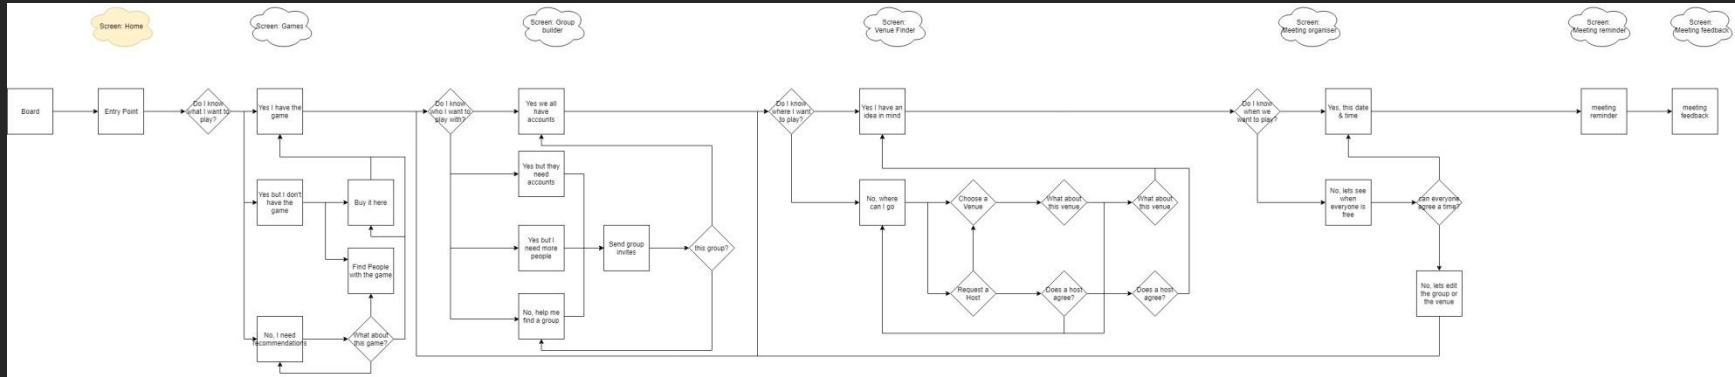 Screen: Home
Screen: Games
Screen: Group
builder
Screen:
Venue Finder
Screen:
Meeting organiser
Screen:
Meeting reminder
Screen:
Meeting feedback
Board
Entry Point
Do I know
what I want to
play?
Yes I have the
game
Do I know
who I want to
play with?
Yes we all
have
accounts
Do I know
where I want
to play?
Yes I have an
idea in mind
Do I know
when we
want to play?
Yes, this date
& time
meeting
reminder
meeting
feedback
Yes but they
need
accounts
Yes but I don't
have the
game
Buy it here
No, where
can I go
Choose a
Venue
What about
this venue
What about
this venue
No, lets see
when
everyone is
free
can everyone
agree a time?
Yes but I
need more
people
Send group
invites
this group?
Find People
with the game
Request a
Host
Does a host
agree?
Does a host
agree?
No, lets edit
the group or
the venue
No, help me
find a group
No, I need
recommendations
What about
this game?